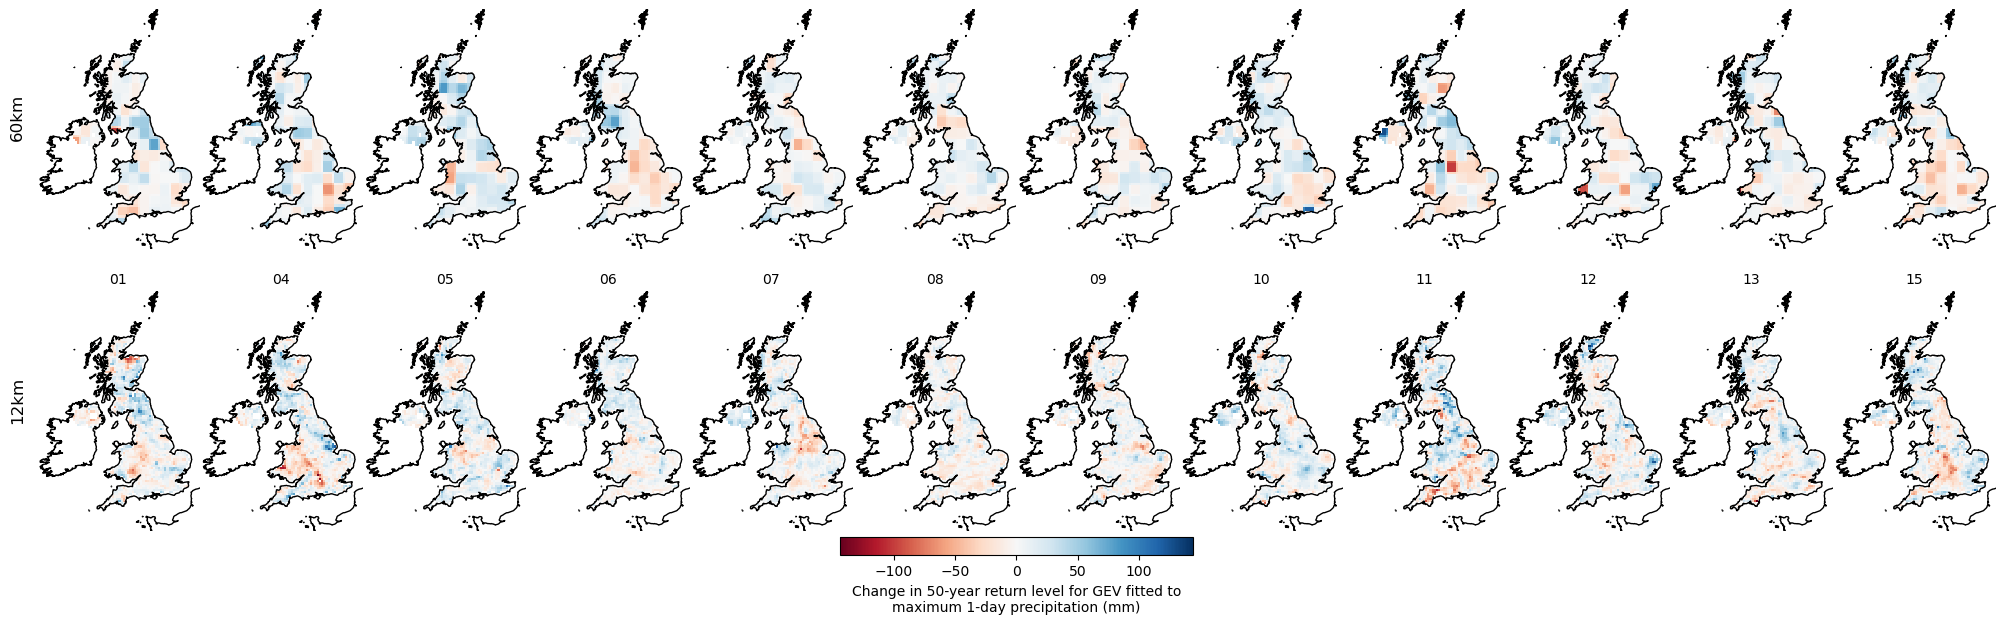 60km
01 04 05 06 07 08 09 10 11 12 13 15
12km
−100 −50 0 50 100
Change in 50-year return level for GEV fitted to
maximum 1-day precipitation (mm)